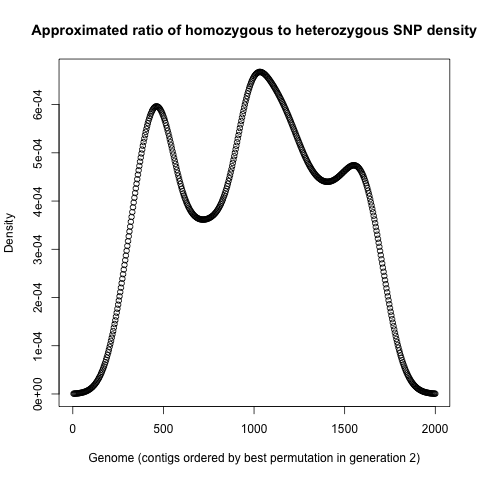 Approximated ratio of homozygous to heterozygous SNP density
6e-04
5e-04
4e-04
3e-04
2e-04
1e-04
0e+00
Density
0 500 1000 1500 2000
Genome (contigs ordered by best permutation in generation 2)